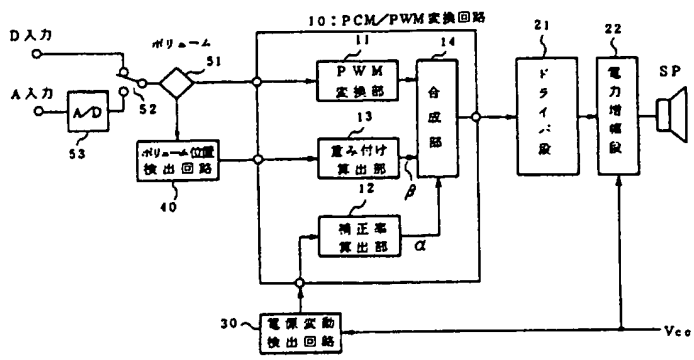 10：PCM／PWM変換回路
D入力
A入力
A/D
53
52
ボリューム
51
ボリューム位置
検出回路
40
11
PWM
変換部
13
重み付け
算出部
β
12
補正率
算出部
α
14
合成部
21
ドライバ段
22
電力増幅段
SP
30
電源変動
検出回路
Vcc